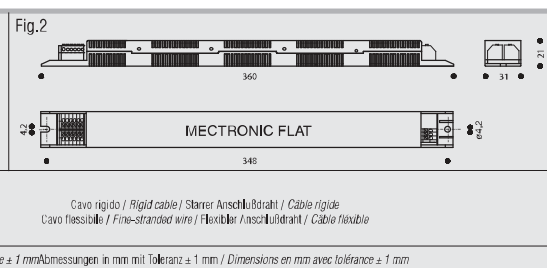 Fig.2
360
31
21
4,2
MECTRONIC FLAT
ø4,2
348
Cavo rigido / Rigid cable / Starrer Anschlußdraht / Câble rigide
Cavo flessibile / Fine-stranded wire / Flexibler Anschlußdraht / Câble fléxible
e ± 1 mmAbmessungen in mm mit Toleranz ± 1 mm / Dimensions en mm avec tolérance ± 1 mm